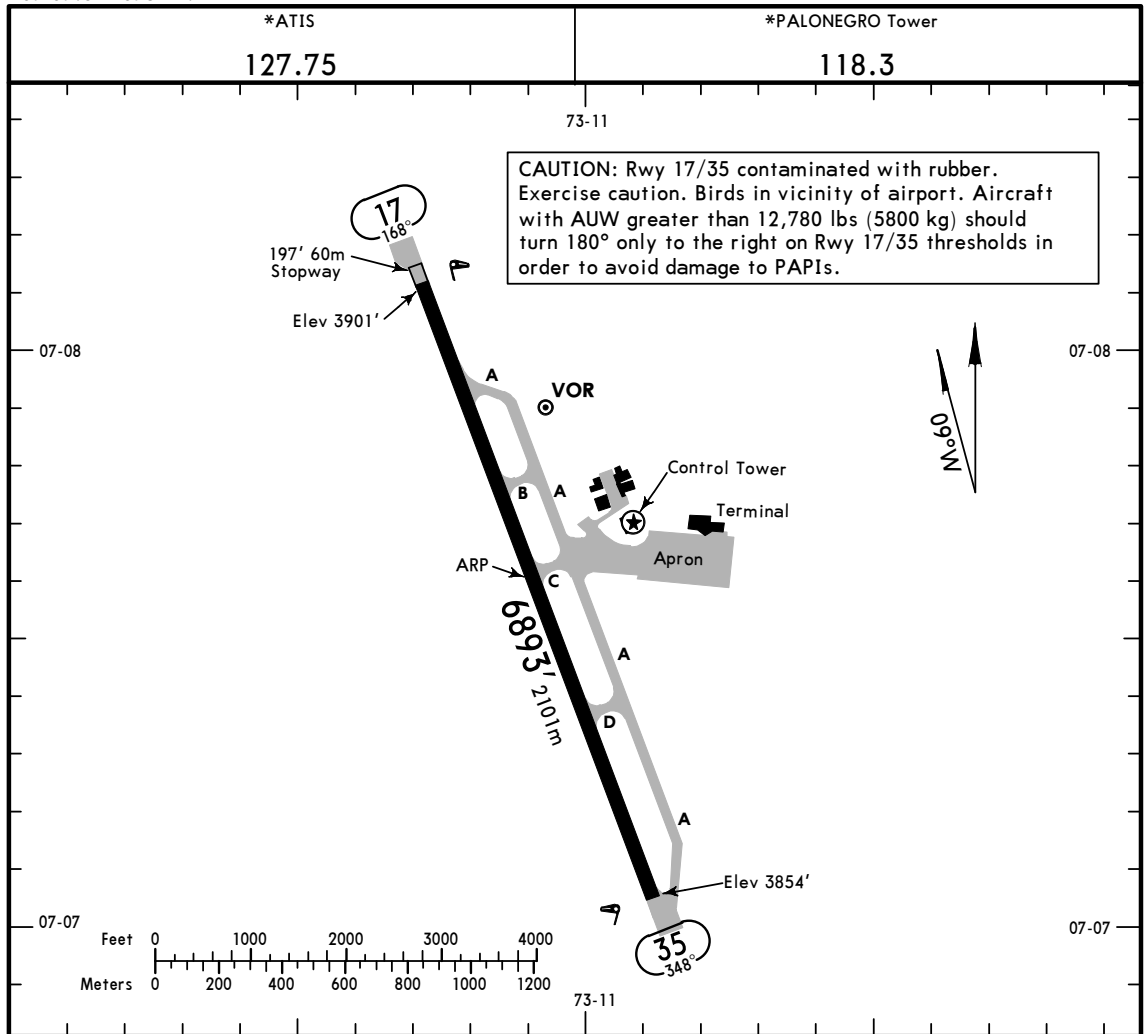 *ATIS
127.75
*PALONEGRO Tower
118.3
73-11
CAUTION: Rwy 17/35 contaminated with rubber.
Exercise caution. Birds in vicinity of airport. Aircraft
with AUW greater than 12,780 lbs (5800 kg) should
turn 180° only to the right on Rwy 17/35 thresholds in
order to avoid damage to PAPIs.
17
168°
197' 60m
Stopway
Elev 3901'
07-08
07-08
A
VOR
09°W
Control Tower
B
A
Terminal
ARP
C
Apron
6893' 2101m
A
D
A
Elev 3854'
07-07
07-07
35
348°
Feet 0 1000 2000 3000 4000
Meters 0 200 400 600 800 1000 1200
73-11